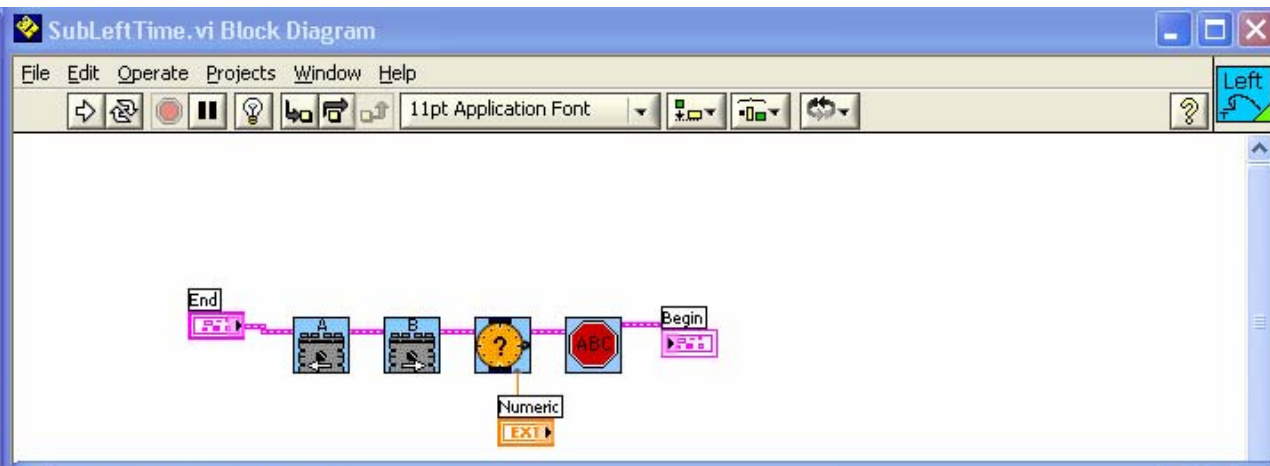 SubLeftTime.vi Block Diagram
File Edit Operate Projects Window Help
Left
11pt Application Font
?
End
A
B
?
ABC
Begin
Numeric
EXT